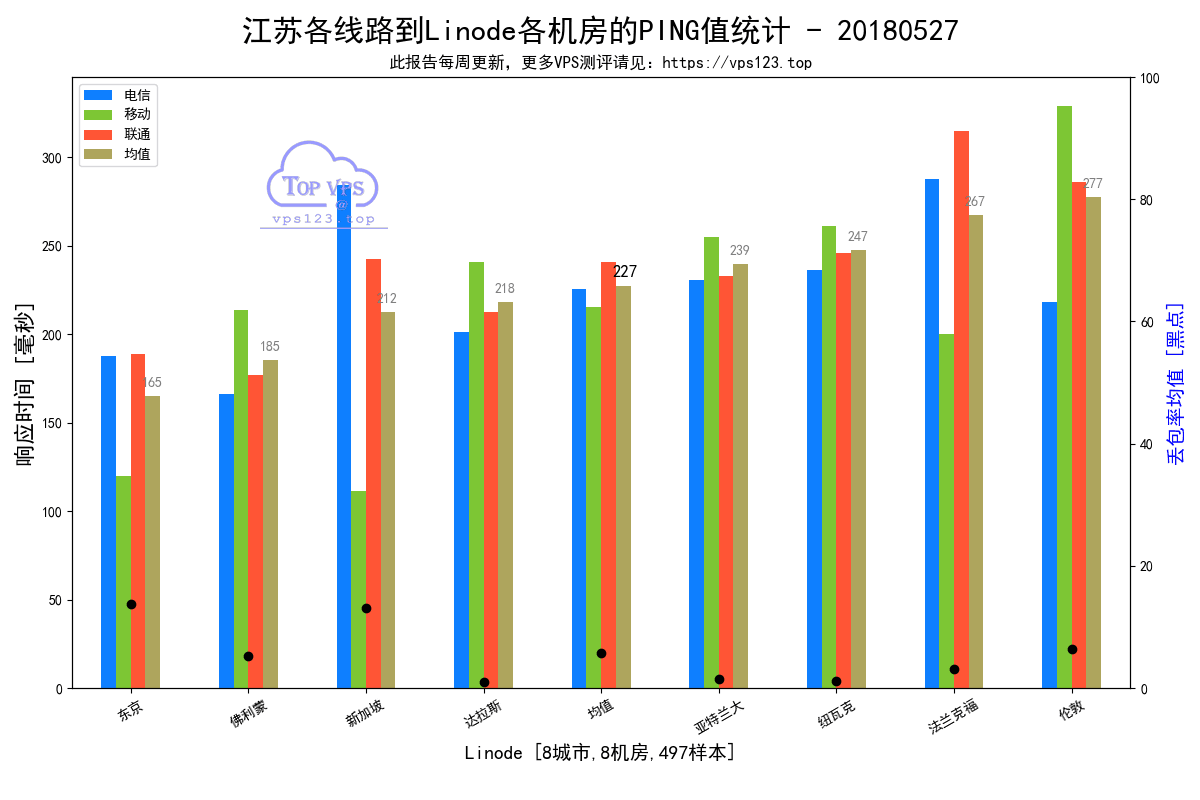 江苏各线路到Linode各机房的PING值统计 - 20180527
此报告每周更新，更多VPS测评请见：https://vps123.top
电信
移动
联通
均值
TOP VPS
@
vps123.top
响应时间 [毫秒]
300
250
200
150
100
50
0
165
185
212
218
227
239
247
267
277
100
80
60
40
20
0
丢包率均值 [黑点]
东京
佛利蒙
新加坡
达拉斯
均值
亚特兰大
纽瓦克
法兰克福
伦敦
Linode [8城市,8机房,497样本]